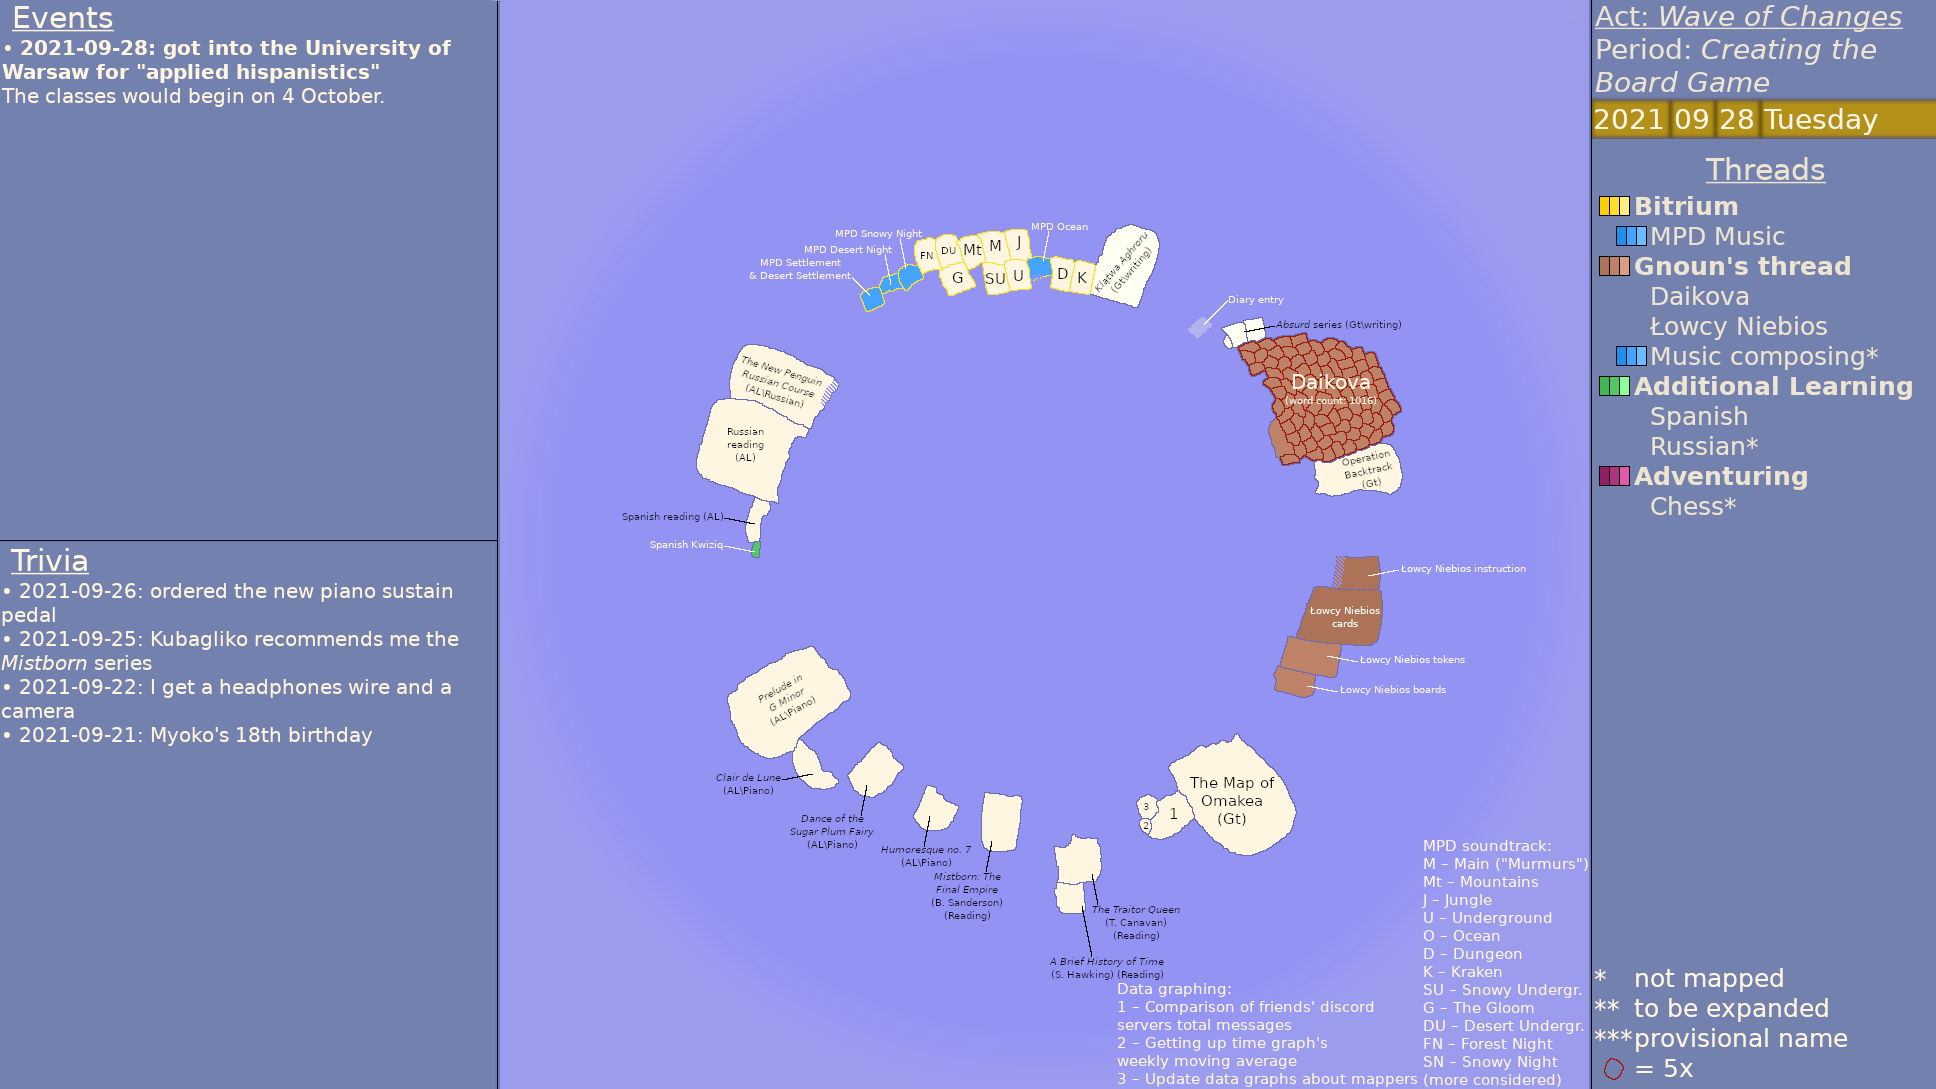 Events
• 2021-09-28: got into the University of
Warsaw for "applied hispanistics"
The classes would begin on 4 October.
Trivia
• 2021-09-26: ordered the new piano sustain
pedal
• 2021-09-25: Kubagliko recommends me the
Mistborn series
• 2021-09-22: I get a headphones wire and a
camera
• 2021-09-21: Myoko's 18th birthday
MPD Snowy Night
MPD Desert Night
MPD Settlement
& Desert Settlement
FN
DU
Mt
M
J
G
SU
U
MPD Ocean
D
K
Klątwa Aghroru
(Gt\writing)
Diary entry
Absurd series (Gt\writing)
Daikova
(word count: 1016)
Operation
Backtrack
(Gt)
The New Penguin
Russian Course
(AL\Russian)
Russian
reading
(AL)
Spanish reading (AL)
Spanish Kwiziq
Łowcy Niebios instruction
Łowcy Niebios
cards
Łowcy Niebios tokens
Łowcy Niebios boards
Prelude in
G Minor
(AL\Piano)
Clair de Lune
(AL\Piano)
Dance of the
Sugar Plum Fairy
(AL\Piano)
Humoresque no. 7
(AL\Piano)
Mistborn: The
Final Empire
(B. Sanderson)
(Reading)
The Traitor Queen
(T. Canavan)
(Reading)
A Brief History of Time
(S. Hawking) (Reading)
The Map of
Omakea
(Gt)
1
2
3
Data graphing:
1 – Comparison of friends' discord
servers total messages
2 – Getting up time graph's
weekly moving average
3 – Update data graphs about mappers
MPD soundtrack:
M – Main ("Murmurs")
Mt – Mountains
J – Jungle
U – Underground
O – Ocean
D – Dungeon
K – Kraken
SU – Snowy Undergr.
G – The Gloom
DU – Desert Undergr.
FN – Forest Night
SN – Snowy Night
(more considered)
Act: Wave of Changes
Period: Creating the
Board Game
2021 09 28 Tuesday
Threads
Bitrium
MPD Music
Gnoun's thread
Daikova
Łowcy Niebios
Music composing*
Additional Learning
Spanish
Russian*
Adventuring
Chess*
* not mapped
** to be expanded
*** provisional name
= 5x